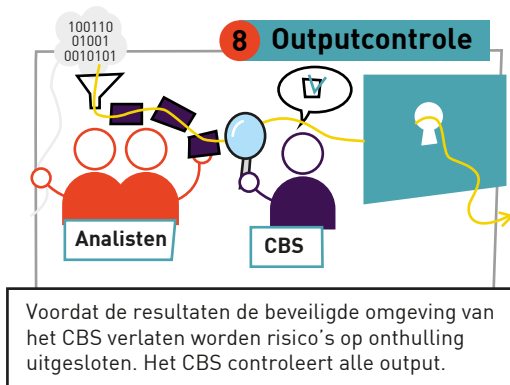 100110
01001
0010101
8 Outputcontrole
Analisten
CBS
Voordat de resultaten de beveiligde omgeving van
het CBS verlaten worden risico's op onthulling
uitgesloten. Het CBS controleert alle output.